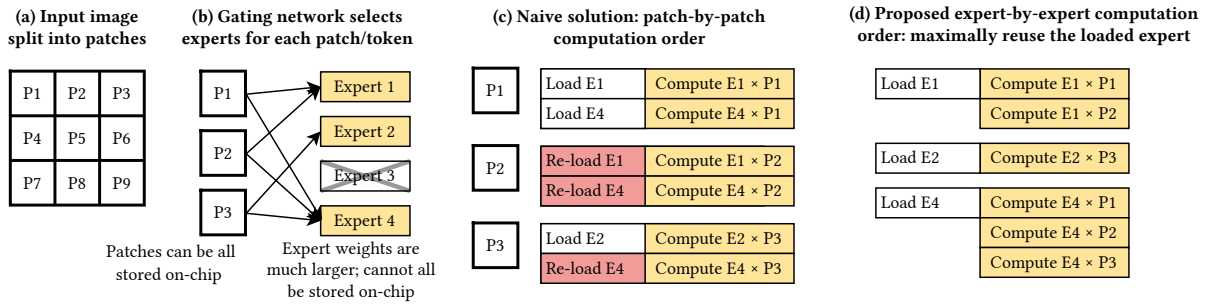 (a) Input image
split into patches
P1 P2 P3
P4 P5 P6
P7 P8 P9
(b) Gating network selects
experts for each patch/token
P1
P2
P3
Expert 1
Expert 2
Expert 3
Expert 4
Patches can be all
stored on-chip
Expert weights are
much larger; cannot all
be stored on-chip
(c) Naive solution: patch-by-patch
computation order
P1
Load E1 Compute E1 × P1
Load E4 Compute E4 × P1
P2
Re-load E1 Compute E1 × P2
Re-load E4 Compute E4 × P2
P3
Load E2 Compute E2 × P3
Re-load E4 Compute E4 × P3
(d) Proposed expert-by-expert computation
order: maximally reuse the loaded expert
Load E1 Compute E1 × P1
Compute E1 × P2
Load E2 Compute E2 × P3
Load E4 Compute E4 × P1
Compute E4 × P2
Compute E4 × P3